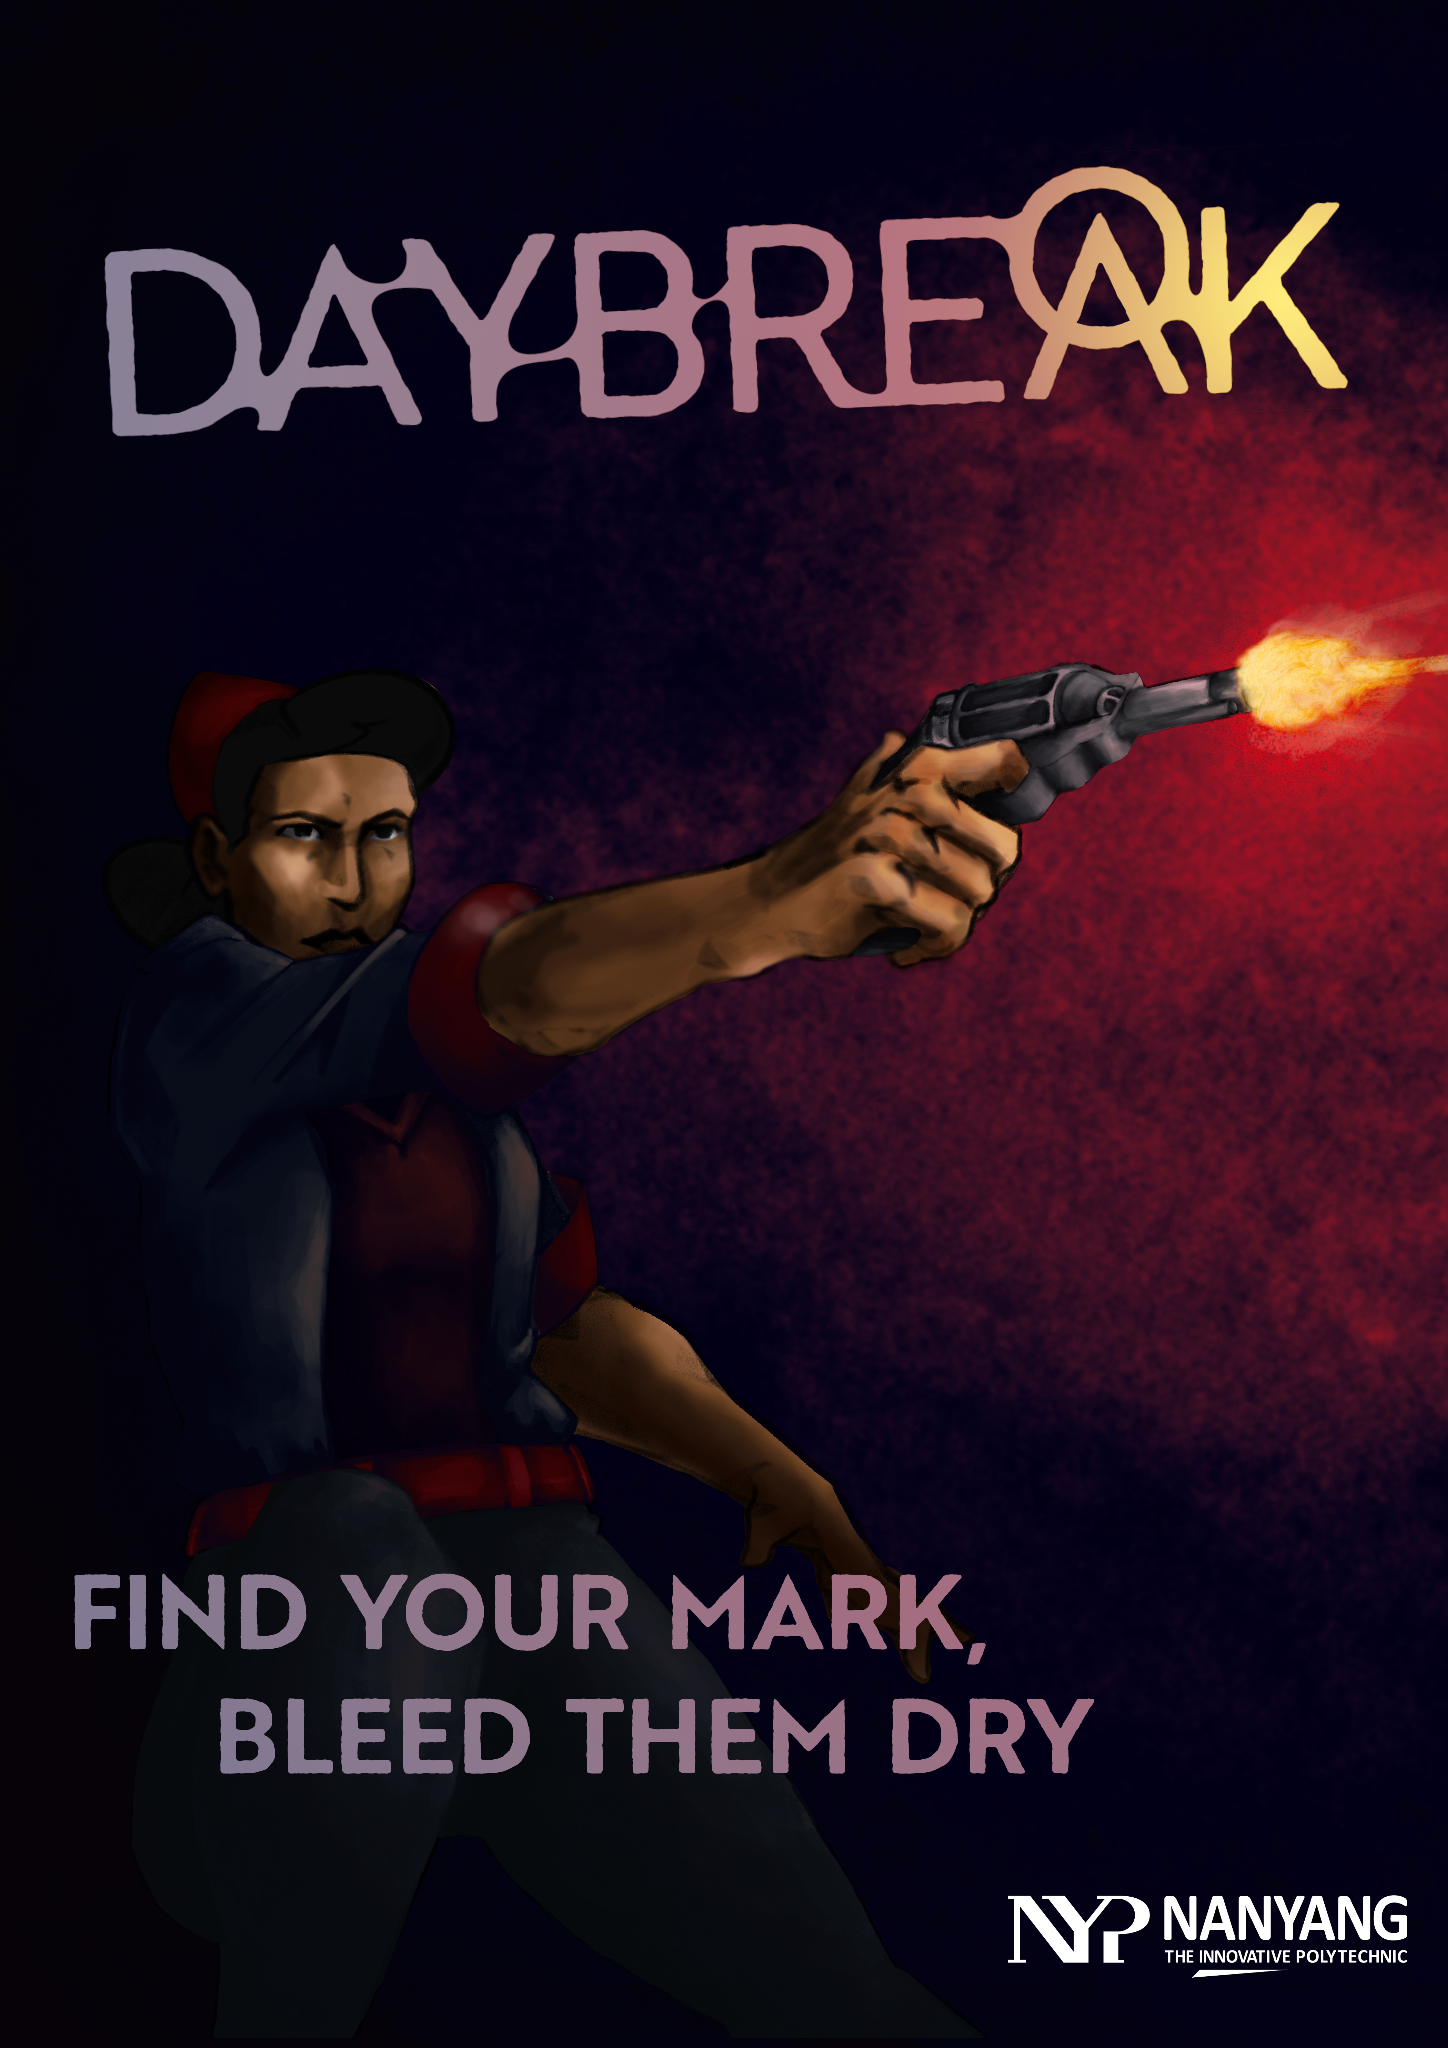 DAYBREAK
FIND YOUR MARK,
BLEED THEM DRY
NYP NANYANG
THE INNOVATIVE POLYTECHNIC